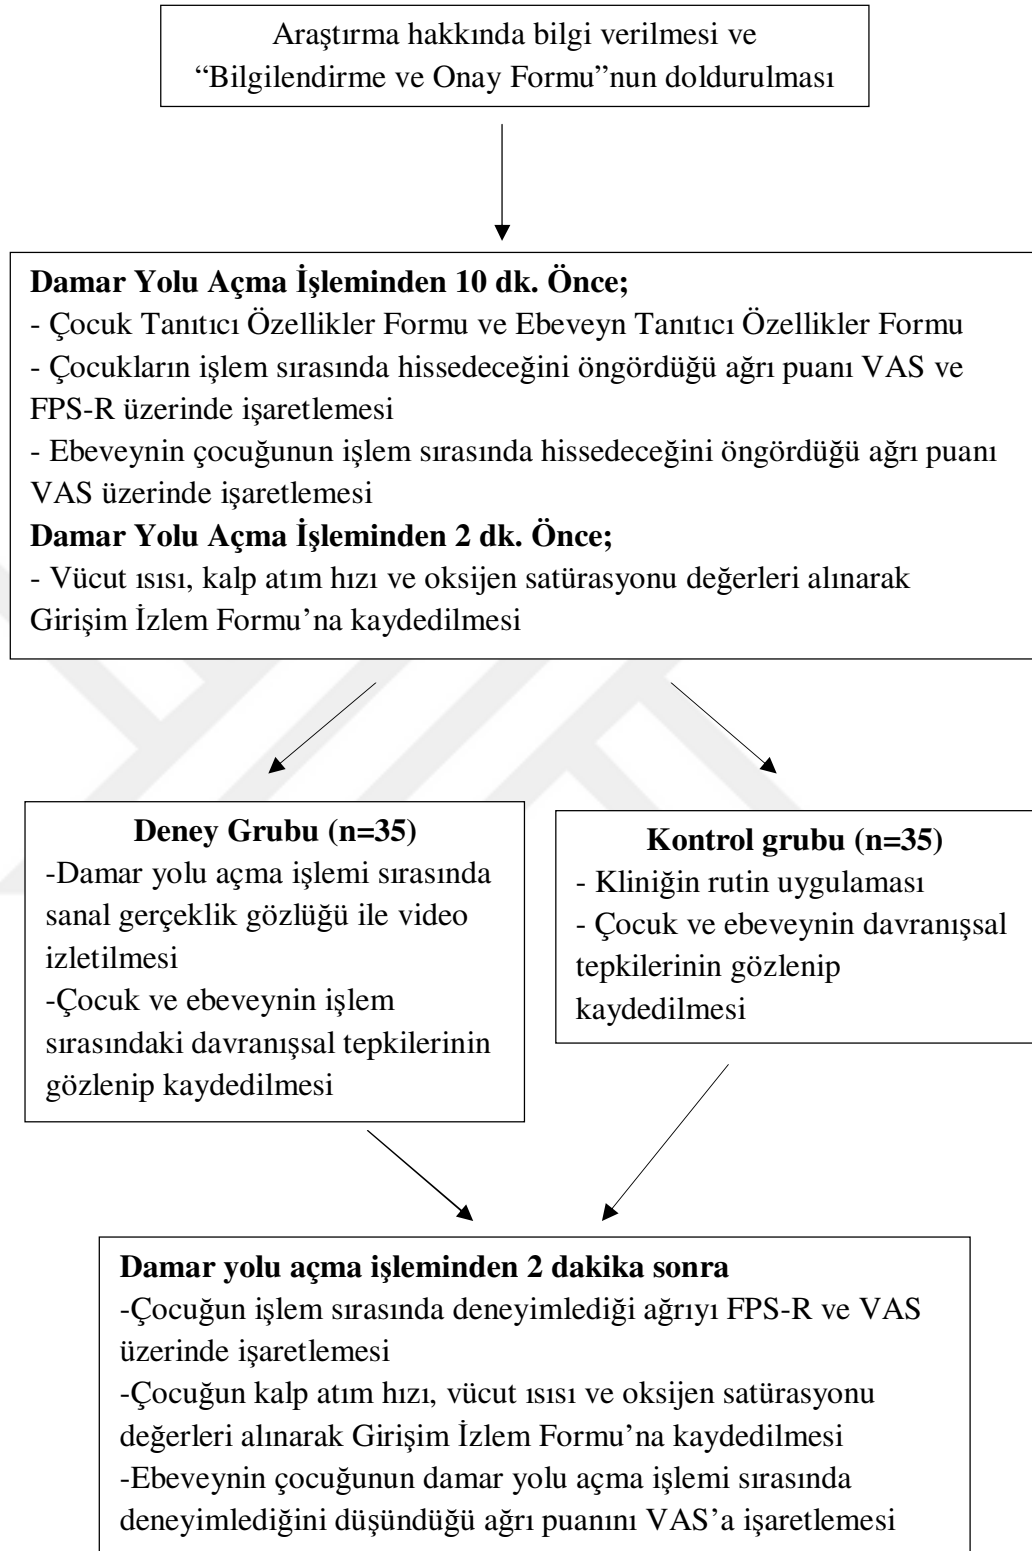 Araştırma hakkında bilgi verilmesi ve
“Bilgilendirme ve Onay Formu”nun doldurulması
Damar Yolu Açma İşleminden 10 dk. Önce;
- Çocuk Tanıtıcı Özellikler Formu ve Ebeveyn Tanıtıcı Özellikler Formu
- Çocukların işlem sırasında hissedeceğini öngördüğü ağrı puanı VAS ve
FPS-R üzerinde işaretlemesi
- Ebeveynin çocuğunun işlem sırasında hissedeceğini öngördüğü ağrı puanı
VAS üzerinde işaretlemesi
Damar Yolu Açma İşleminden 2 dk. Önce;
- Vücut ısısı, kalp atım hızı ve oksijen satürasyonu değerleri alınarak
Girişim İzlem Formu’na kaydedilmesi
Deney Grubu (n=35)
-Damar yolu açma işlemi sırasında
sanal gerçeklik gözlüğü ile video
izletilmesi
-Çocuk ve ebeveynin işlem
sırasındaki davranışsal tepkilerinin
gözlenip kaydedilmesi
Kontrol grubu (n=35)
- Kliniğin rutin uygulaması
- Çocuk ve ebeveynin davranışsal
tepkilerinin gözlenip
kaydedilmesi
Damar yolu açma işleminden 2 dakika sonra
-Çocuğun işlem sırasında deneyimlediği ağrıyı FPS-R ve VAS
üzerinde işaretlemesi
-Çocuğun kalp atım hızı, vücut ısısı ve oksijen satürasyonu
değerleri alınarak Girişim İzlem Formu’na kaydedilmesi
-Ebeveynin çocuğunun damar yolu açma işlemi sırasında
deneyimlediğini düşündüğü ağrı puanını VAS’a işaretlemesi